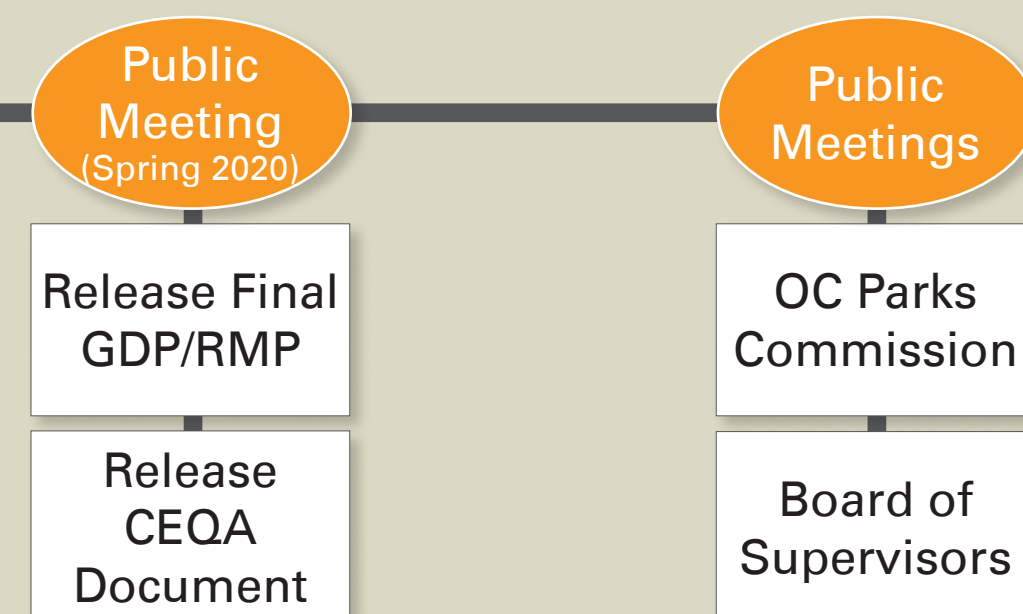 Public
Meeting
(Spring 2020)
Release Final
GDP/RMP
Release
CEQA
Document
Public
Meetings
OC Parks
Commission
Board of
Supervisors